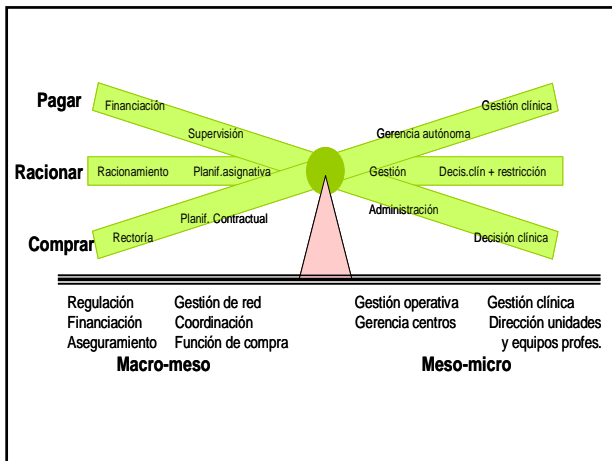 Pagar
Financiación
Gestión clínica
Supervisión
Gerencia autónoma
Racionar
Racionamiento
Planif.asignativa
Gestión
Decis.clín + restricción
Planif. Contractual
Administración
Comprar
Rectoría
Decisión clínica
Regulación
Gestión de red
Gestión operativa
Gestión clínica
Financiación
Coordinación
Gerencia centros
Dirección unidades
Aseguramiento
Función de compra
y equipos profes.
Macro-meso
Meso-micro